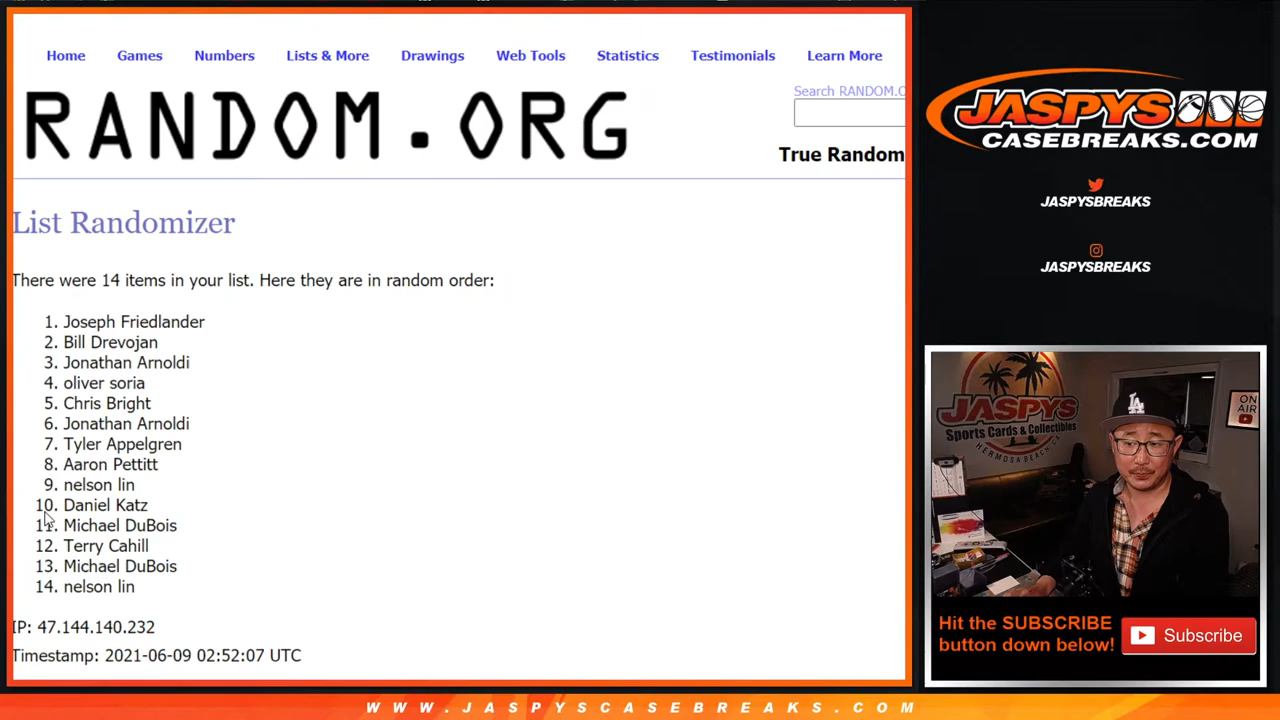 Home Games Numbers Lists & More Drawings Web Tools Statistics Testimonials Learn More
Search RANDOM.O
RANDOM.ORG
True Random
List Randomizer
There were 14 items in your list. Here they are in random order:
1. Joseph Friedlander
2. Bill Drevojan
3. Jonathan Arnoldi
4. oliver soria
5. Chris Bright
6. Jonathan Arnoldi
7. Tyler Appelgren
8. Aaron Pettitt
9. nelson lin
10. Daniel Katz
11. Michael DuBois
12. Terry Cahill
13. Michael DuBois
14. nelson lin
IP: 47.144.140.232
Timestamp: 2021-06-09 02:52:07 UTC
JASPYS
CASEBREAKS.COM
JASPYSBREAKS
JASPYSBREAKS
JASPYS
Sports Cards & Collectibles
HERMOSA BEACH, CA
LA
ON
AIR
Hit the SUBSCRIBE
button down below!
Subscribe
WWW.JASPYSCASEBREAKS.COM